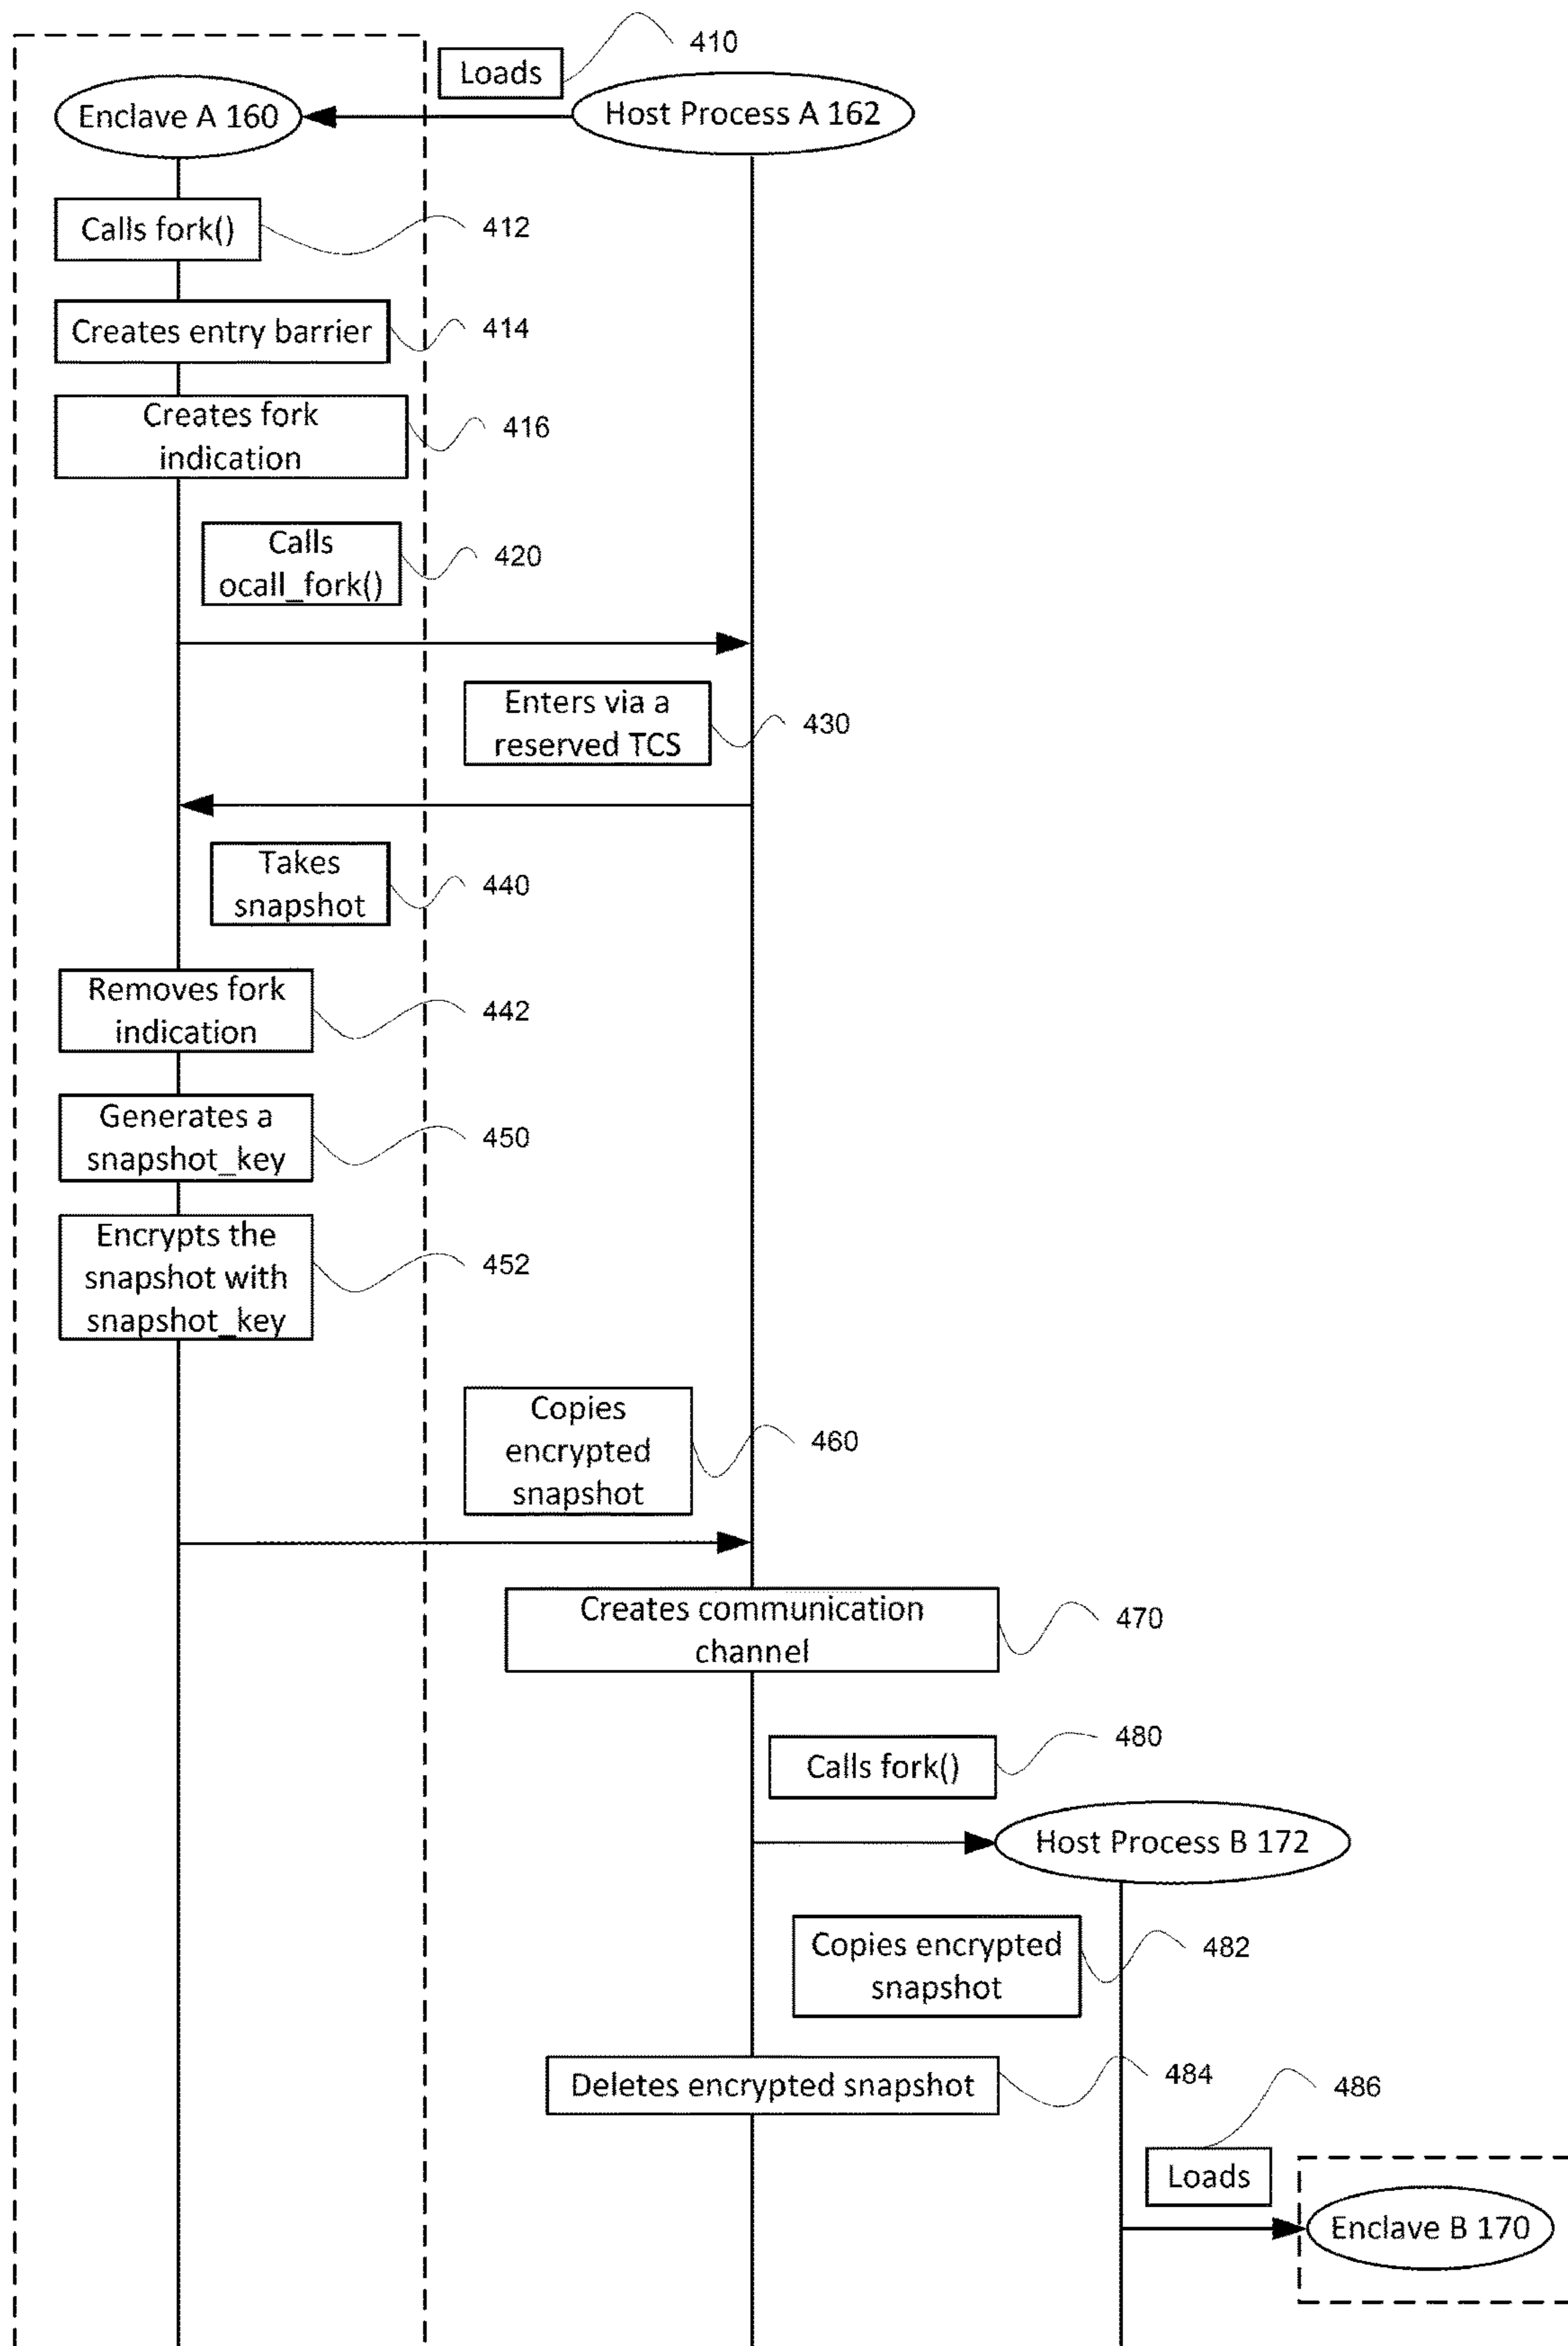 Loads
410
Enclave A 160
Host Process A 162
Calls fork()
412
Creates entry barrier
414
Creates fork
indication
416
Calls
ocall_fork()
420
Enters via a
reserved TCS
430
Takes
snapshot
440
Removes fork
indication
442
Generates a
snapshot_key
450
Encrypts the
snapshot with
snapshot_key
452
Copies
encrypted
snapshot
460
Creates communication
channel
470
Calls fork()
480
Host Process B 172
Copies encrypted
snapshot
482
Deletes encrypted snapshot
484
486
Loads
Enclave B 170